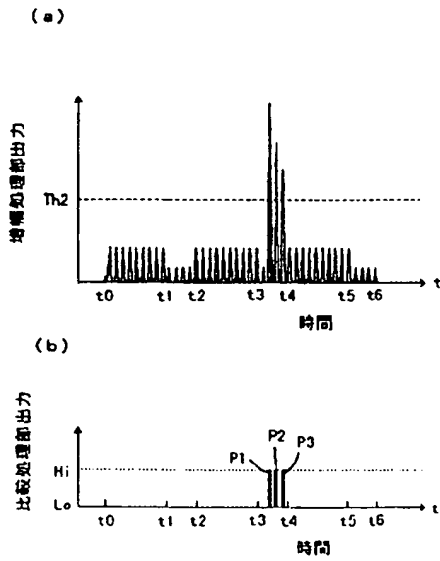 (a)
増幅処理部出力
Th2
t0 t1 t2 t3 t4 t5 t6 t
時間
(b)
比較処理部出力
P1 P2 P3
Hi
Lo
t0 t1 t2 t3 t4 t5 t6 t
時間